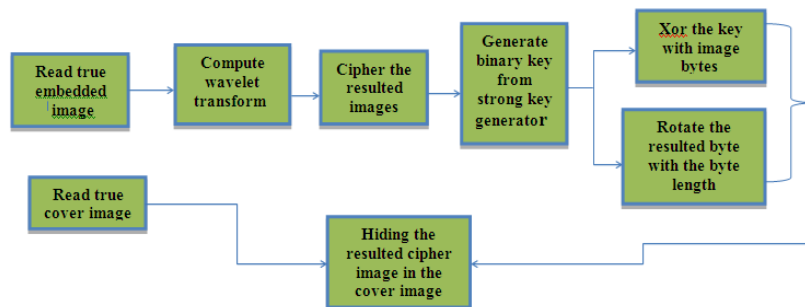 Read true
embedded
image
Compute
wavelet
transform
Cipher the
resulted
images
Generate
binary key
from
strong key
generator
Xor the key
with image
bytes
Rotate the
resulted byte
with the byte
length
Read true
cover image
Hiding the
resulted cipher
image in the
cover image